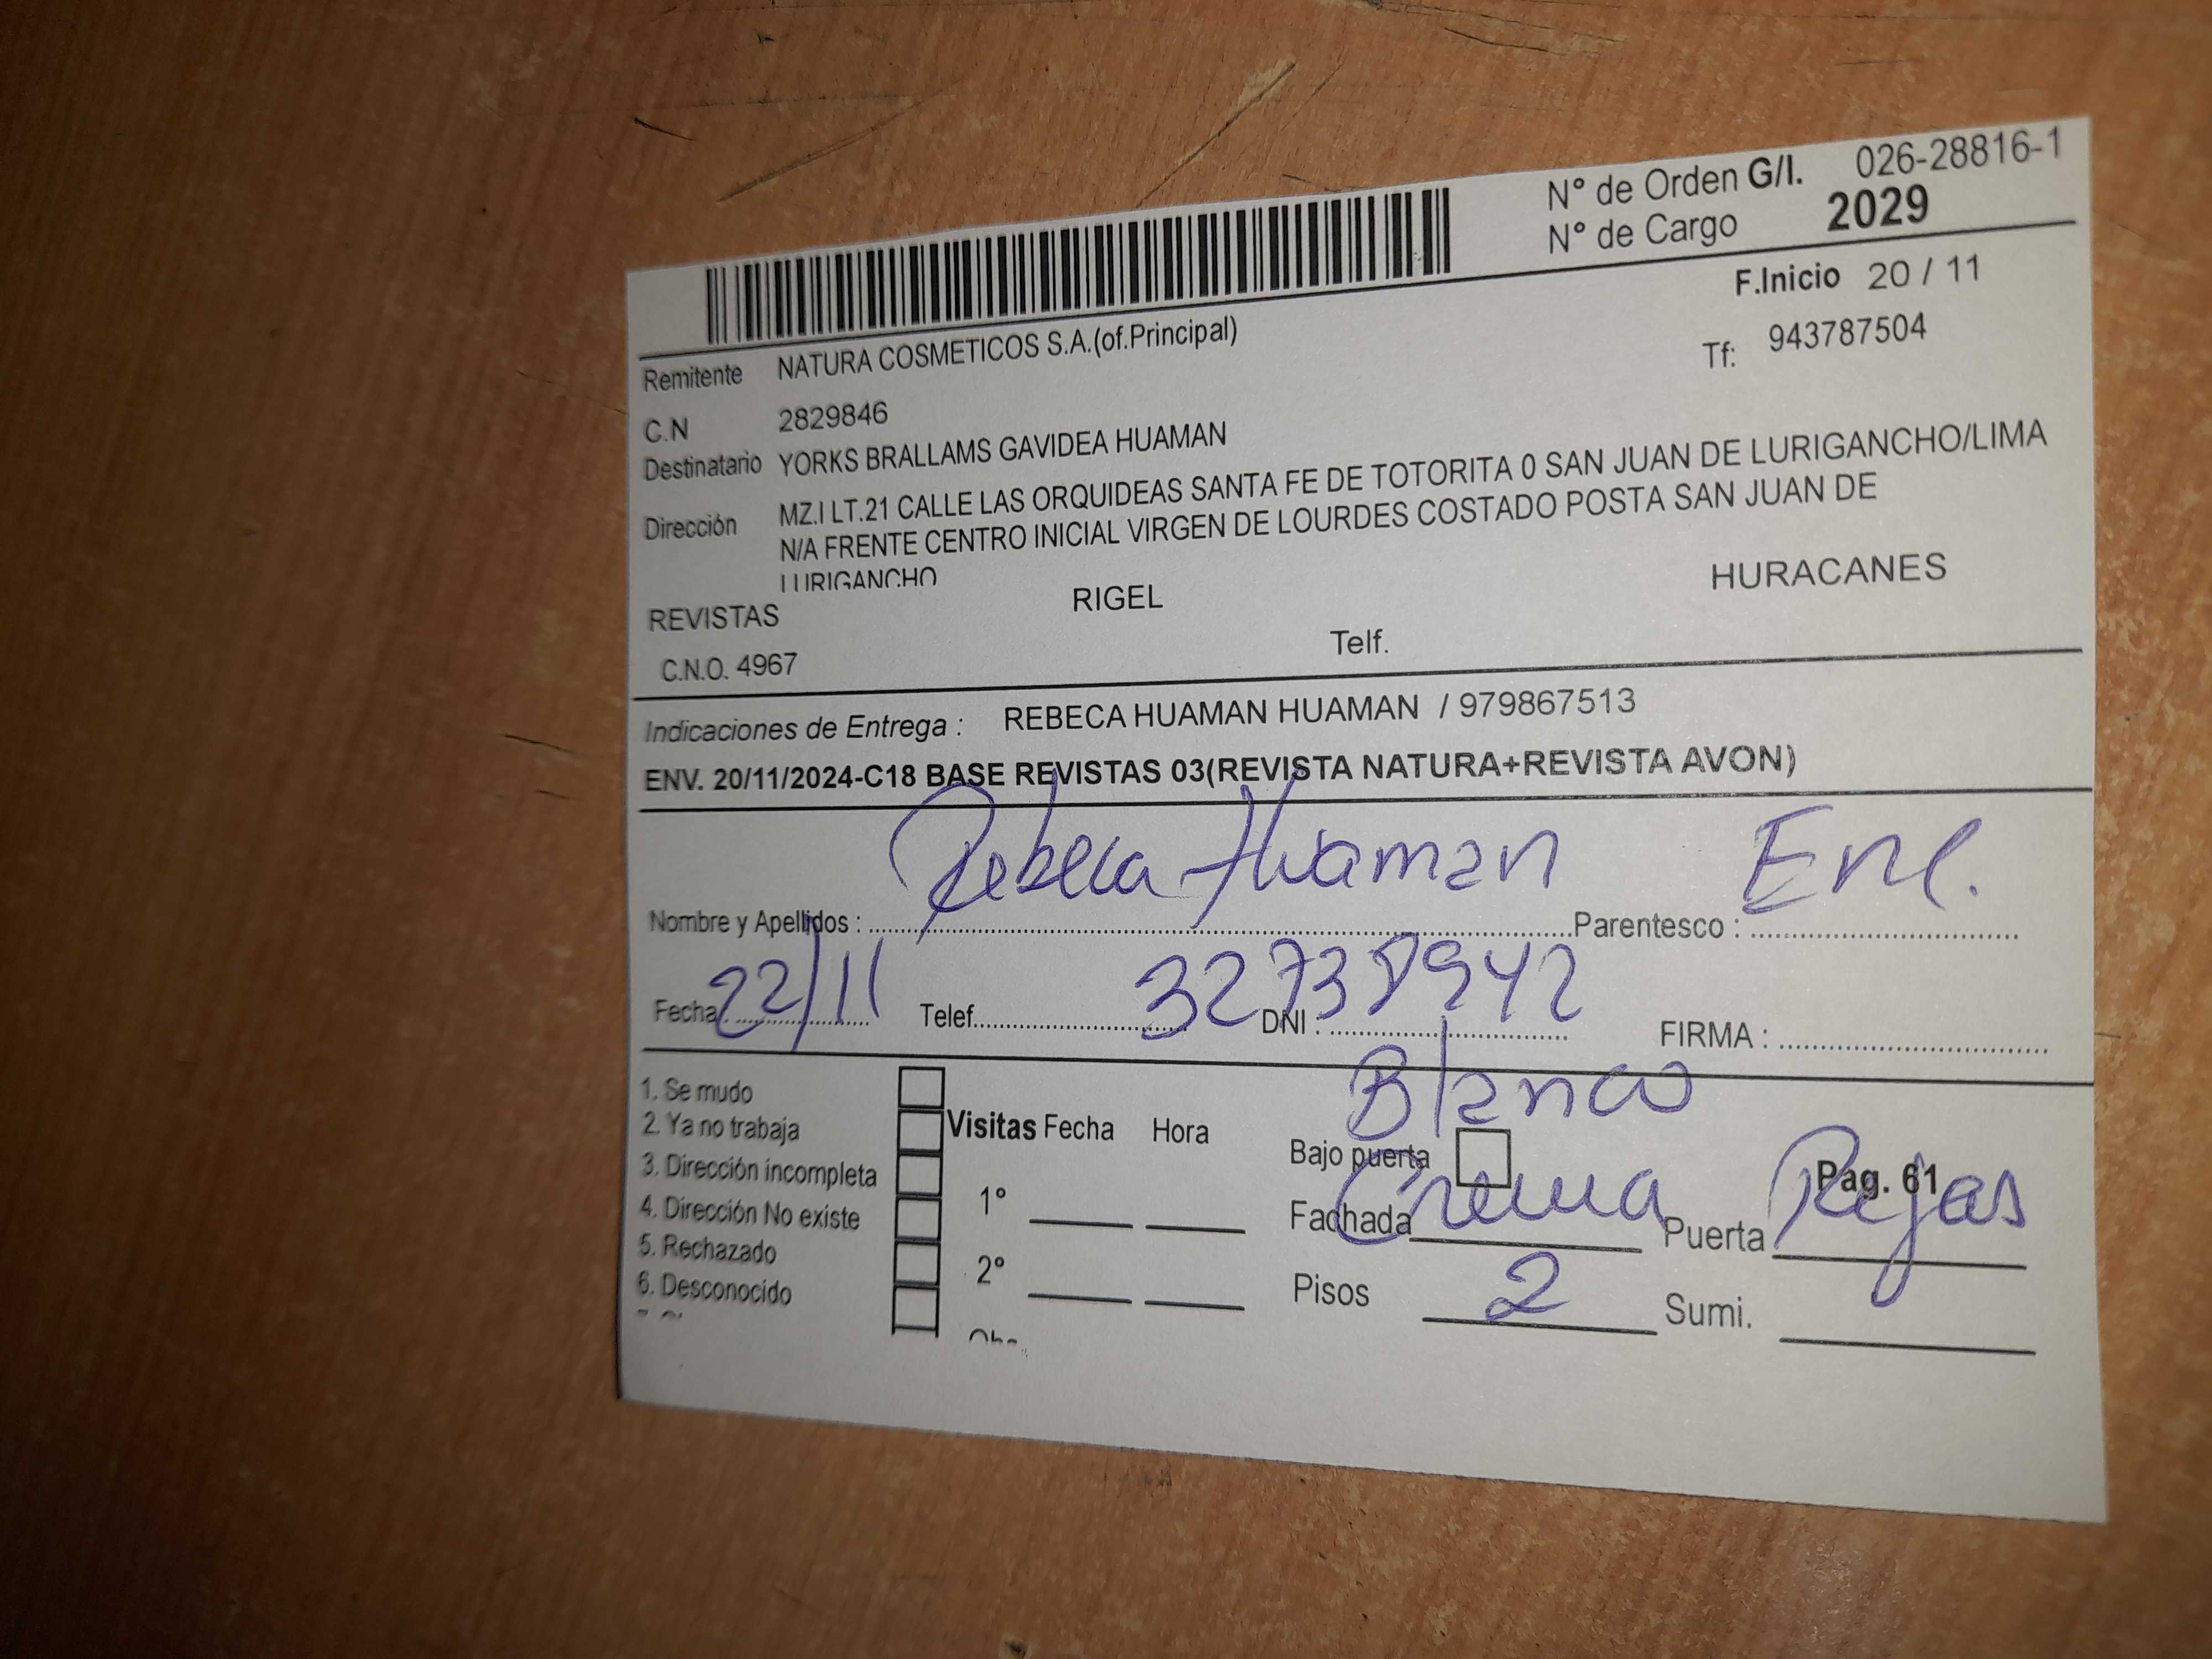 N° de Orden G/I. 026-28816-1
N° de Cargo 2029
F.Inicio 20 / 11
Remitente NATURA COSMETICOS S.A.(of.Principal) Tf: 943787504
C.N 2829846
Destinatario YORKS BRALLAMS GAVIDEA HUAMAN
Dirección MZ.I LT.21 CALLE LAS ORQUIDEAS SANTA FE DE TOTORITA 0 SAN JUAN DE LURIGANCHO/LIMA
N/A FRENTE CENTRO INICIAL VIRGEN DE LOURDES COSTADO POSTA SAN JUAN DE
LURIGANCHO
REVISTAS RIGEL HURACANES
C.N.O. 4967 Telf.
Indicaciones de Entrega : REBECA HUAMAN HUAMAN / 979867513
ENV. 20/11/2024-C18 BASE REVISTAS 03(REVISTA NATURA+REVISTA AVON)
Nombre y Apellidos : Rebeca Huaman Parentesco : Enc.
Fecha : 22/11 Telef. DNI : 32738942 FIRMA :
Blanco
1. Se mudo
2. Ya no trabaja
3. Dirección incompleta
4. Dirección No existe
5. Rechazado
6. Desconocido
Visitas Fecha Hora
1°
2°
Bajo puerta Pag. 61
Fachada Crema Puerta Rejas
Pisos 2 Sumi.